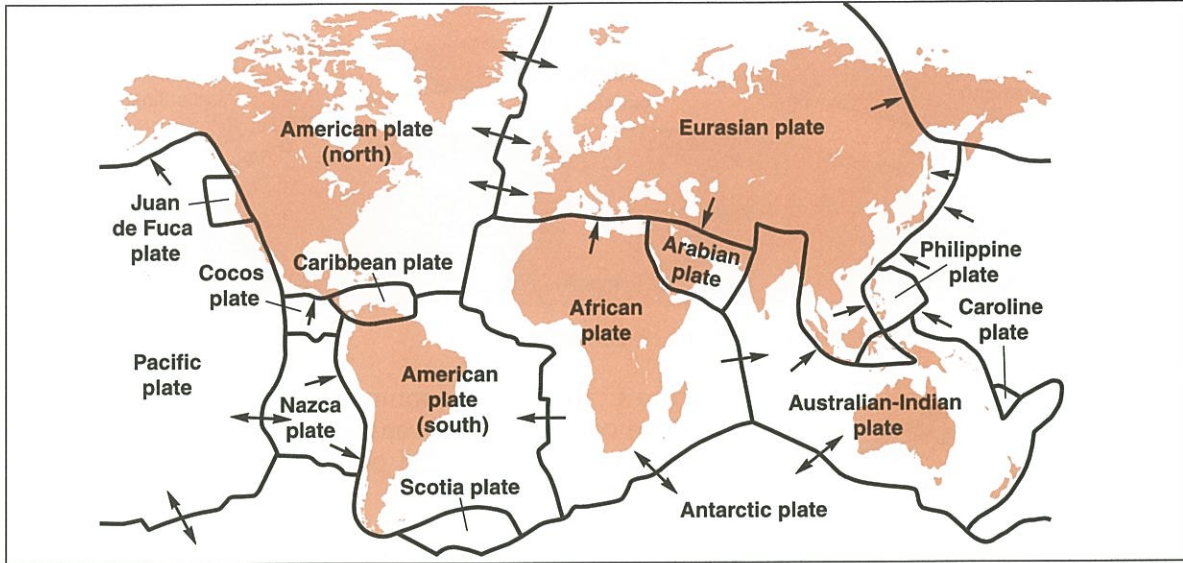 American plate
(north)
Eurasian plate
Juan
de Fuca
plate
Cocos
plate
Caribbean plate
Arabian
plate
Philippine
plate
Caroline
plate
African
plate
Pacific
plate
Nazca
plate
American
plate
(south)
Australian-Indian
plate
Scotia plate
Antarctic plate